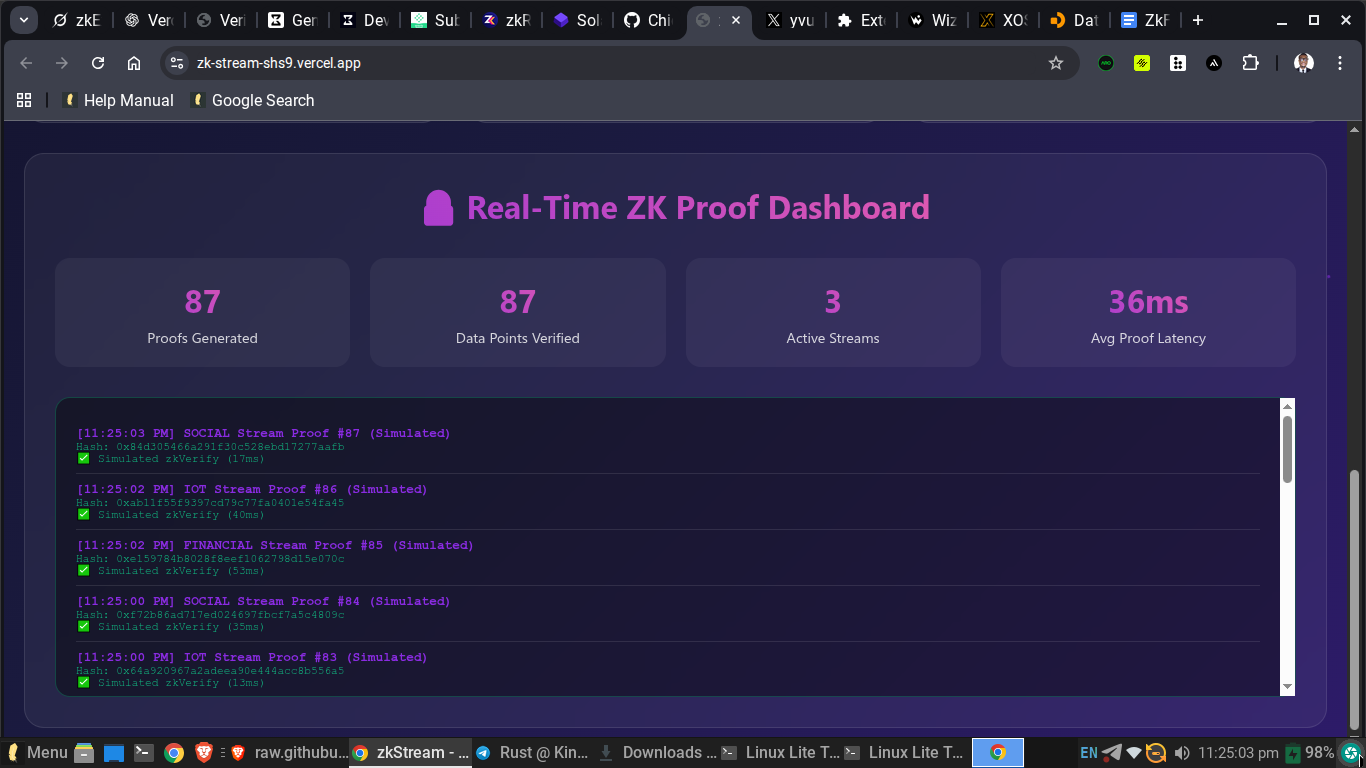 zkE
Ver
Veri
Gen
Dev
Sub
zkR
Sol
Chi
yvu
Exte
Wiz
XOS
Dat
ZkF
zk-stream-shs9.vercel.app
Help Manual
Google Search
Real-Time ZK Proof Dashboard
87
Proofs Generated
87
Data Points Verified
3
Active Streams
36ms
Avg Proof Latency
[11:25:03 PM] SOCIAL Stream Proof #87 (Simulated)
Hash: 0x84d305466a291f30c528ebd17277aafb
✅ Simulated zkVerify (17ms)
[11:25:02 PM] IOT Stream Proof #86 (Simulated)
Hash: 0xab11f55f9397cd79c77fa0401e54fa45
✅ Simulated zkVerify (40ms)
[11:25:02 PM] FINANCIAL Stream Proof #85 (Simulated)
Hash: 0xe159784b8028f8eef1062798d15e070c
✅ Simulated zkVerify (53ms)
[11:25:00 PM] SOCIAL Stream Proof #84 (Simulated)
Hash: 0xf72b86ad717ed024697fbcf7a5c4809c
✅ Simulated zkVerify (35ms)
[11:25:00 PM] IOT Stream Proof #83 (Simulated)
Hash: 0x64a920967a2adeea90e444acc8b556a5
✅ Simulated zkVerify (13ms)
Menu
raw.githubu...
zkStream - ...
Rust @ Kin...
Downloads ...
Linux Lite T...
Linux Lite T...
EN
11:25:03 pm
98%